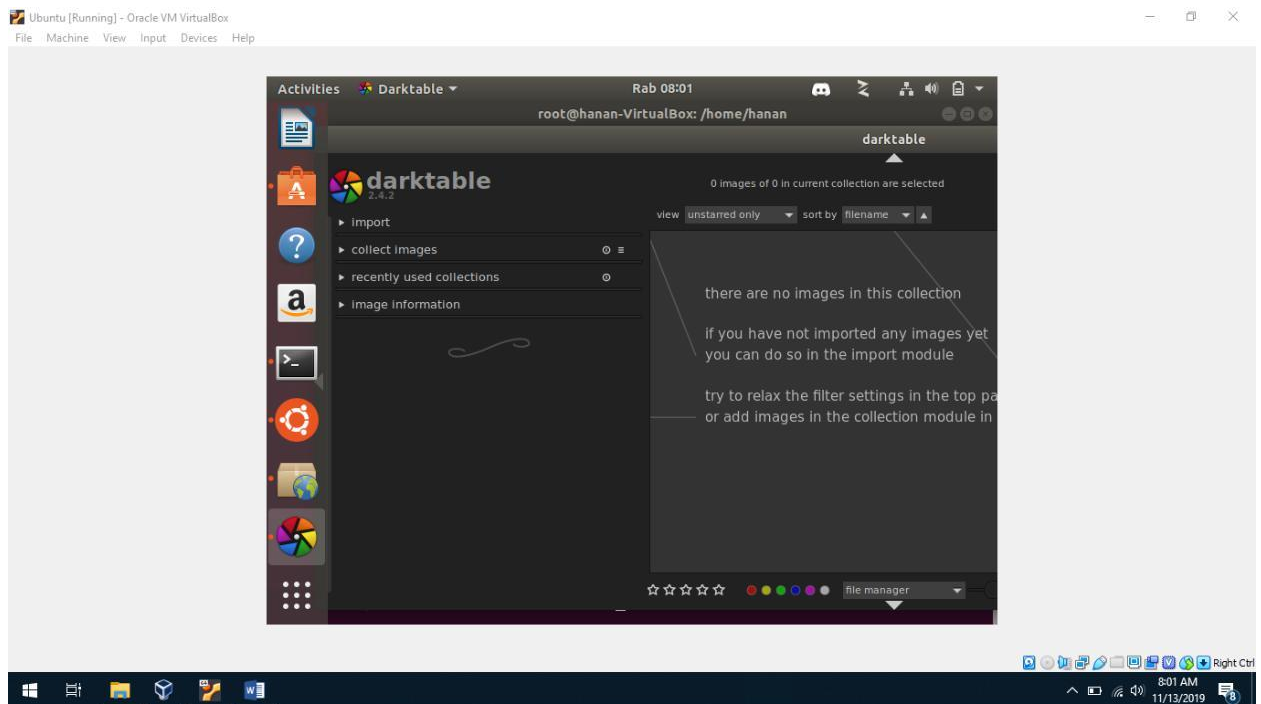 Ubuntu [Running] - Oracle VM VirtualBox
File Machine View Input Devices Help
Activities Darktable Rab 08:01
root@hanan-VirtualBox: /home/hanan
darktable
darktable
2.4.2
0 images of 0 in current collection are selected
view unstarred only sort by filename
import
collect images
recently used collections
image information
there are no images in this collection
if you have not imported any images yet
you can do so in the import module
try to relax the filter settings in the top pa
or add images in the collection module in
file manager
Right Ctrl
8:01 AM
11/13/2019
8